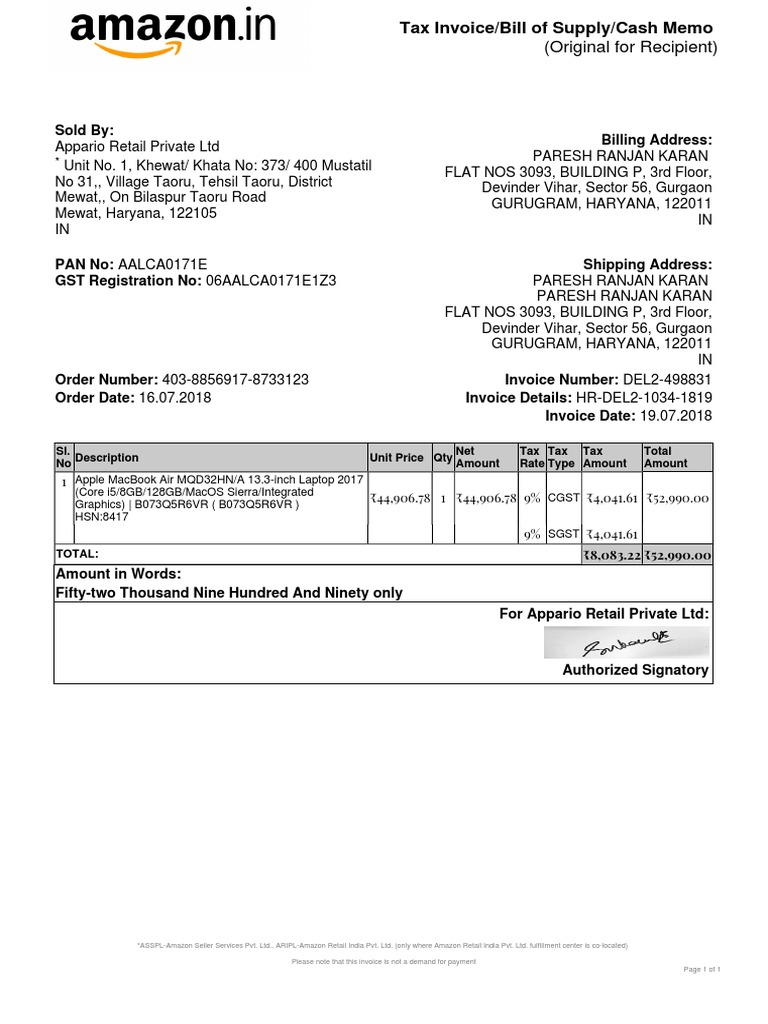 amazon.in
Tax Invoice/Bill of Supply/Cash Memo
(Original for Recipient)
Sold By:
Appario Retail Private Ltd
* Unit No. 1, Khewat/ Khata No: 373/ 400 Mustatil
No 31,, Village Taoru, Tehsil Taoru, District
Mewat,, On Bilaspur Taoru Road
Mewat, Haryana, 122105
IN
Billing Address:
PARESH RANJAN KARAN
FLAT NOS 3093, BUILDING P, 3rd Floor,
Devinder Vihar, Sector 56, Gurgaon
GURUGRAM, HARYANA, 122011
IN
PAN No: AALCA0171E
GST Registration No: 06AALCA0171E1Z3
Shipping Address:
PARESH RANJAN KARAN
PARESH RANJAN KARAN
FLAT NOS 3093, BUILDING P, 3rd Floor,
Devinder Vihar, Sector 56, Gurgaon
GURUGRAM, HARYANA, 122011
IN
Order Number: 403-8856917-8733123
Order Date: 16.07.2018
Invoice Number: DEL2-498831
Invoice Details: HR-DEL2-1034-1819
Invoice Date: 19.07.2018
Sl. No Description Unit Price Qty Net Amount Tax Rate Tax Type Tax Amount Total Amount
1 Apple MacBook Air MQD32HN/A 13.3-inch Laptop 2017
(Core i5/8GB/128GB/MacOS Sierra/Integrated
Graphics) | B073Q5R6VR ( B073Q5R6VR )
HSN:8417
₹44,906.78 1 ₹44,906.78 9% CGST ₹4,041.61 ₹52,990.00
9% SGST ₹4,041.61
TOTAL: ₹8,083.22 ₹52,990.00
Amount in Words:
Fifty-two Thousand Nine Hundred And Ninety only
For Appario Retail Private Ltd:
Authorized Signatory
*ASSPL-Amazon Seller Services Pvt. Ltd., ARIPL-Amazon Retail India Pvt. Ltd. (only where Amazon Retail India Pvt. Ltd. fulfillment center is co-located)
Please note that this invoice is not a demand for payment
Page 1 of 1